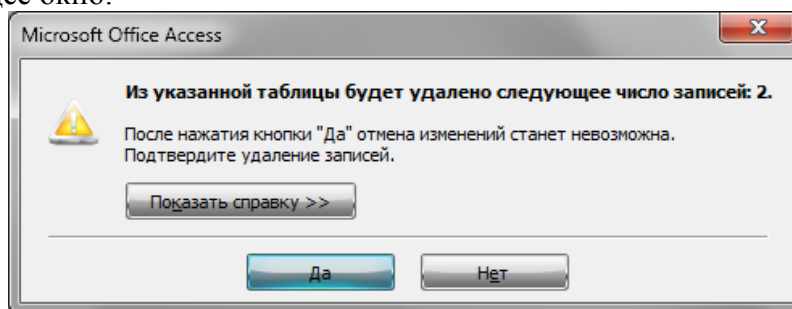 окно:
Microsoft Office Access
Из указанной таблицы будет удалено следующее число записей: 2.
После нажатия кнопки "Да" отмена изменений станет невозможна.
Подтвердите удаление записей.
Показать справку >>
Да
Нет